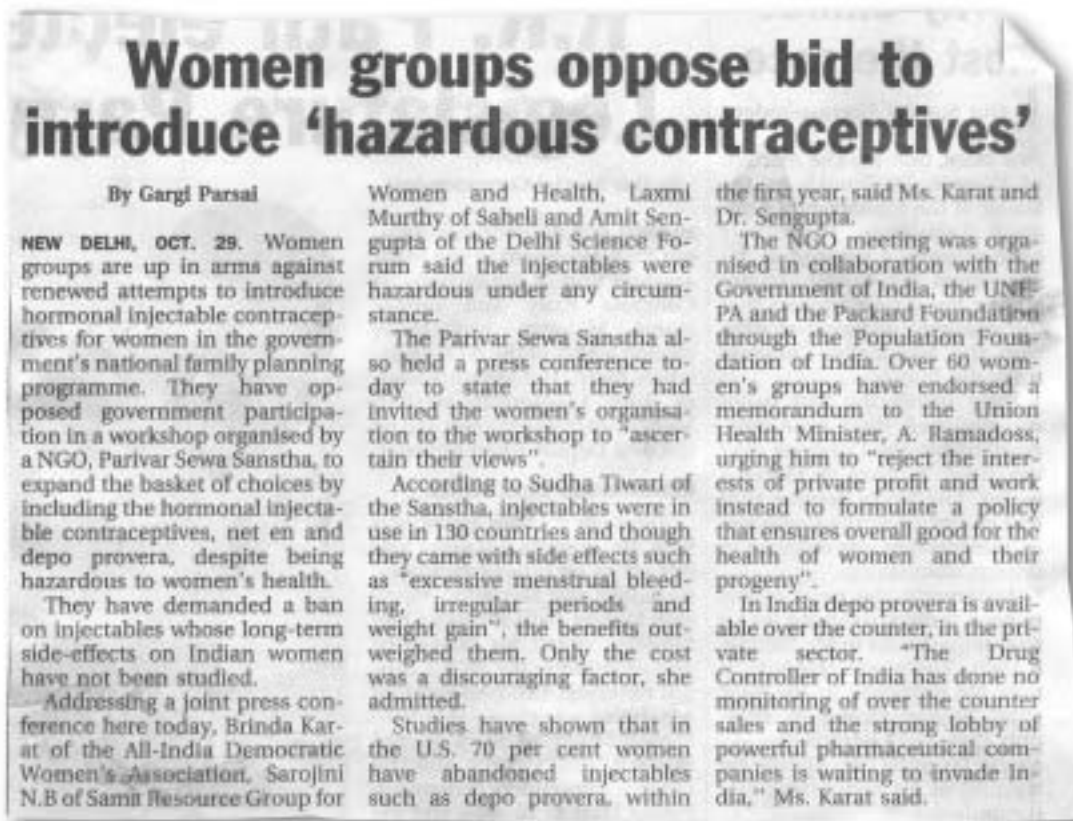 Women groups oppose bid to
introduce ‘hazardous contraceptives’
By Gargi Parsai
NEW DELHI, OCT. 29. Women
groups are up in arms against
renewed attempts to introduce
hormonal injectable contracep-
tives for women in the govern-
ment's national family planning
programme. They have op-
posed government participa-
tion in a workshop organised by
a NGO, Parivar Sewa Sanstha, to
expand the basket of choices by
including the hormonal injecta-
ble contraceptives, net en and
depo provera, despite being
hazardous to women's health.
They have demanded a ban
on injectables whose long-term
side-effects on Indian women
have not been studied.
Addressing a joint press con-
ference here today, Brinda Kar-
at of the All-India Democratic
Women's Association, Sarojini
N.B of Sama Resource Group for
Women and Health, Laxmi
Murthy of Saheli and Amit Sen-
gupta of the Delhi Science Fo-
rum said the injectables were
hazardous under any circum-
stance.
The Parivar Sewa Sanstha al-
so held a press conference to-
day to state that they had
invited the women's organisa-
tion to the workshop to "ascer-
tain their views".
According to Sudha Tiwari of
the Sanstha, injectables were in
use in 130 countries and though
they came with side effects such
as "excessive menstrual bleed-
ing, irregular periods and
weight gain", the benefits out-
weighed them. Only the cost
was a discouraging factor, she
admitted.
Studies have shown that in
the U.S. 70 per cent women
have abandoned injectables
such as depo provera, within
the first year, said Ms. Karat and
Dr. Sengupta.
The NGO meeting was orga-
nised in collaboration with the
Government of India, the UNF-
PA and the Packard Foundation
through the Population Foun-
dation of India. Over 60 wom-
en's groups have endorsed a
memorandum to the Union
Health Minister, A. Ramadoss,
urging him to "reject the inter-
ests of private profit and work
instead to formulate a policy
that ensures overall good for the
health of women and their
progeny".
In India depo provera is avail-
able over the counter, in the pri-
vate sector. "The Drug
Controller of India has done no
monitoring of over the counter
sales and the strong lobby of
powerful pharmaceutical com-
panies is waiting to invade In-
dia," Ms. Karat said.